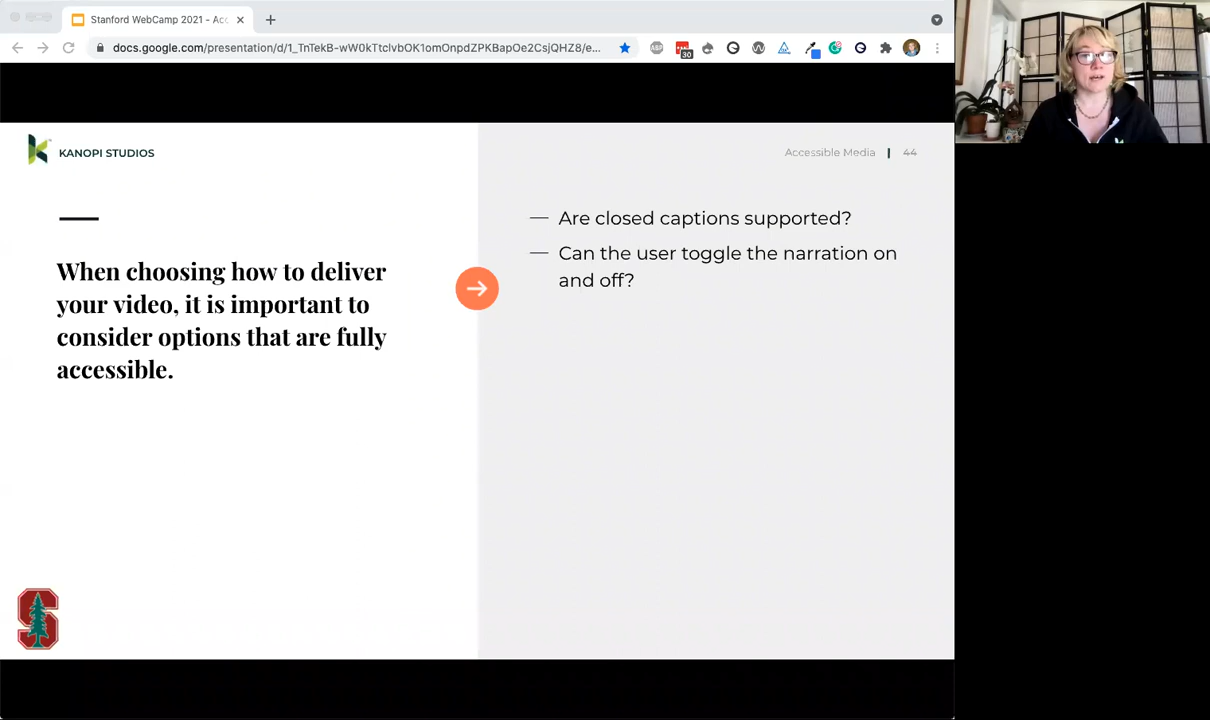 Stanford WebCamp 2021 - Acc
docs.google.com/presentation/d/1_TnTekB-wW0kTtclvbOK1omOnpdZPKBapOe2CsjQHZ8/e...
30
KANOPI STUDIOS
Accessible Media | 44
When choosing how to deliver
your video, it is important to
consider options that are fully
accessible.
— Are closed captions supported?
— Can the user toggle the narration on
and off?